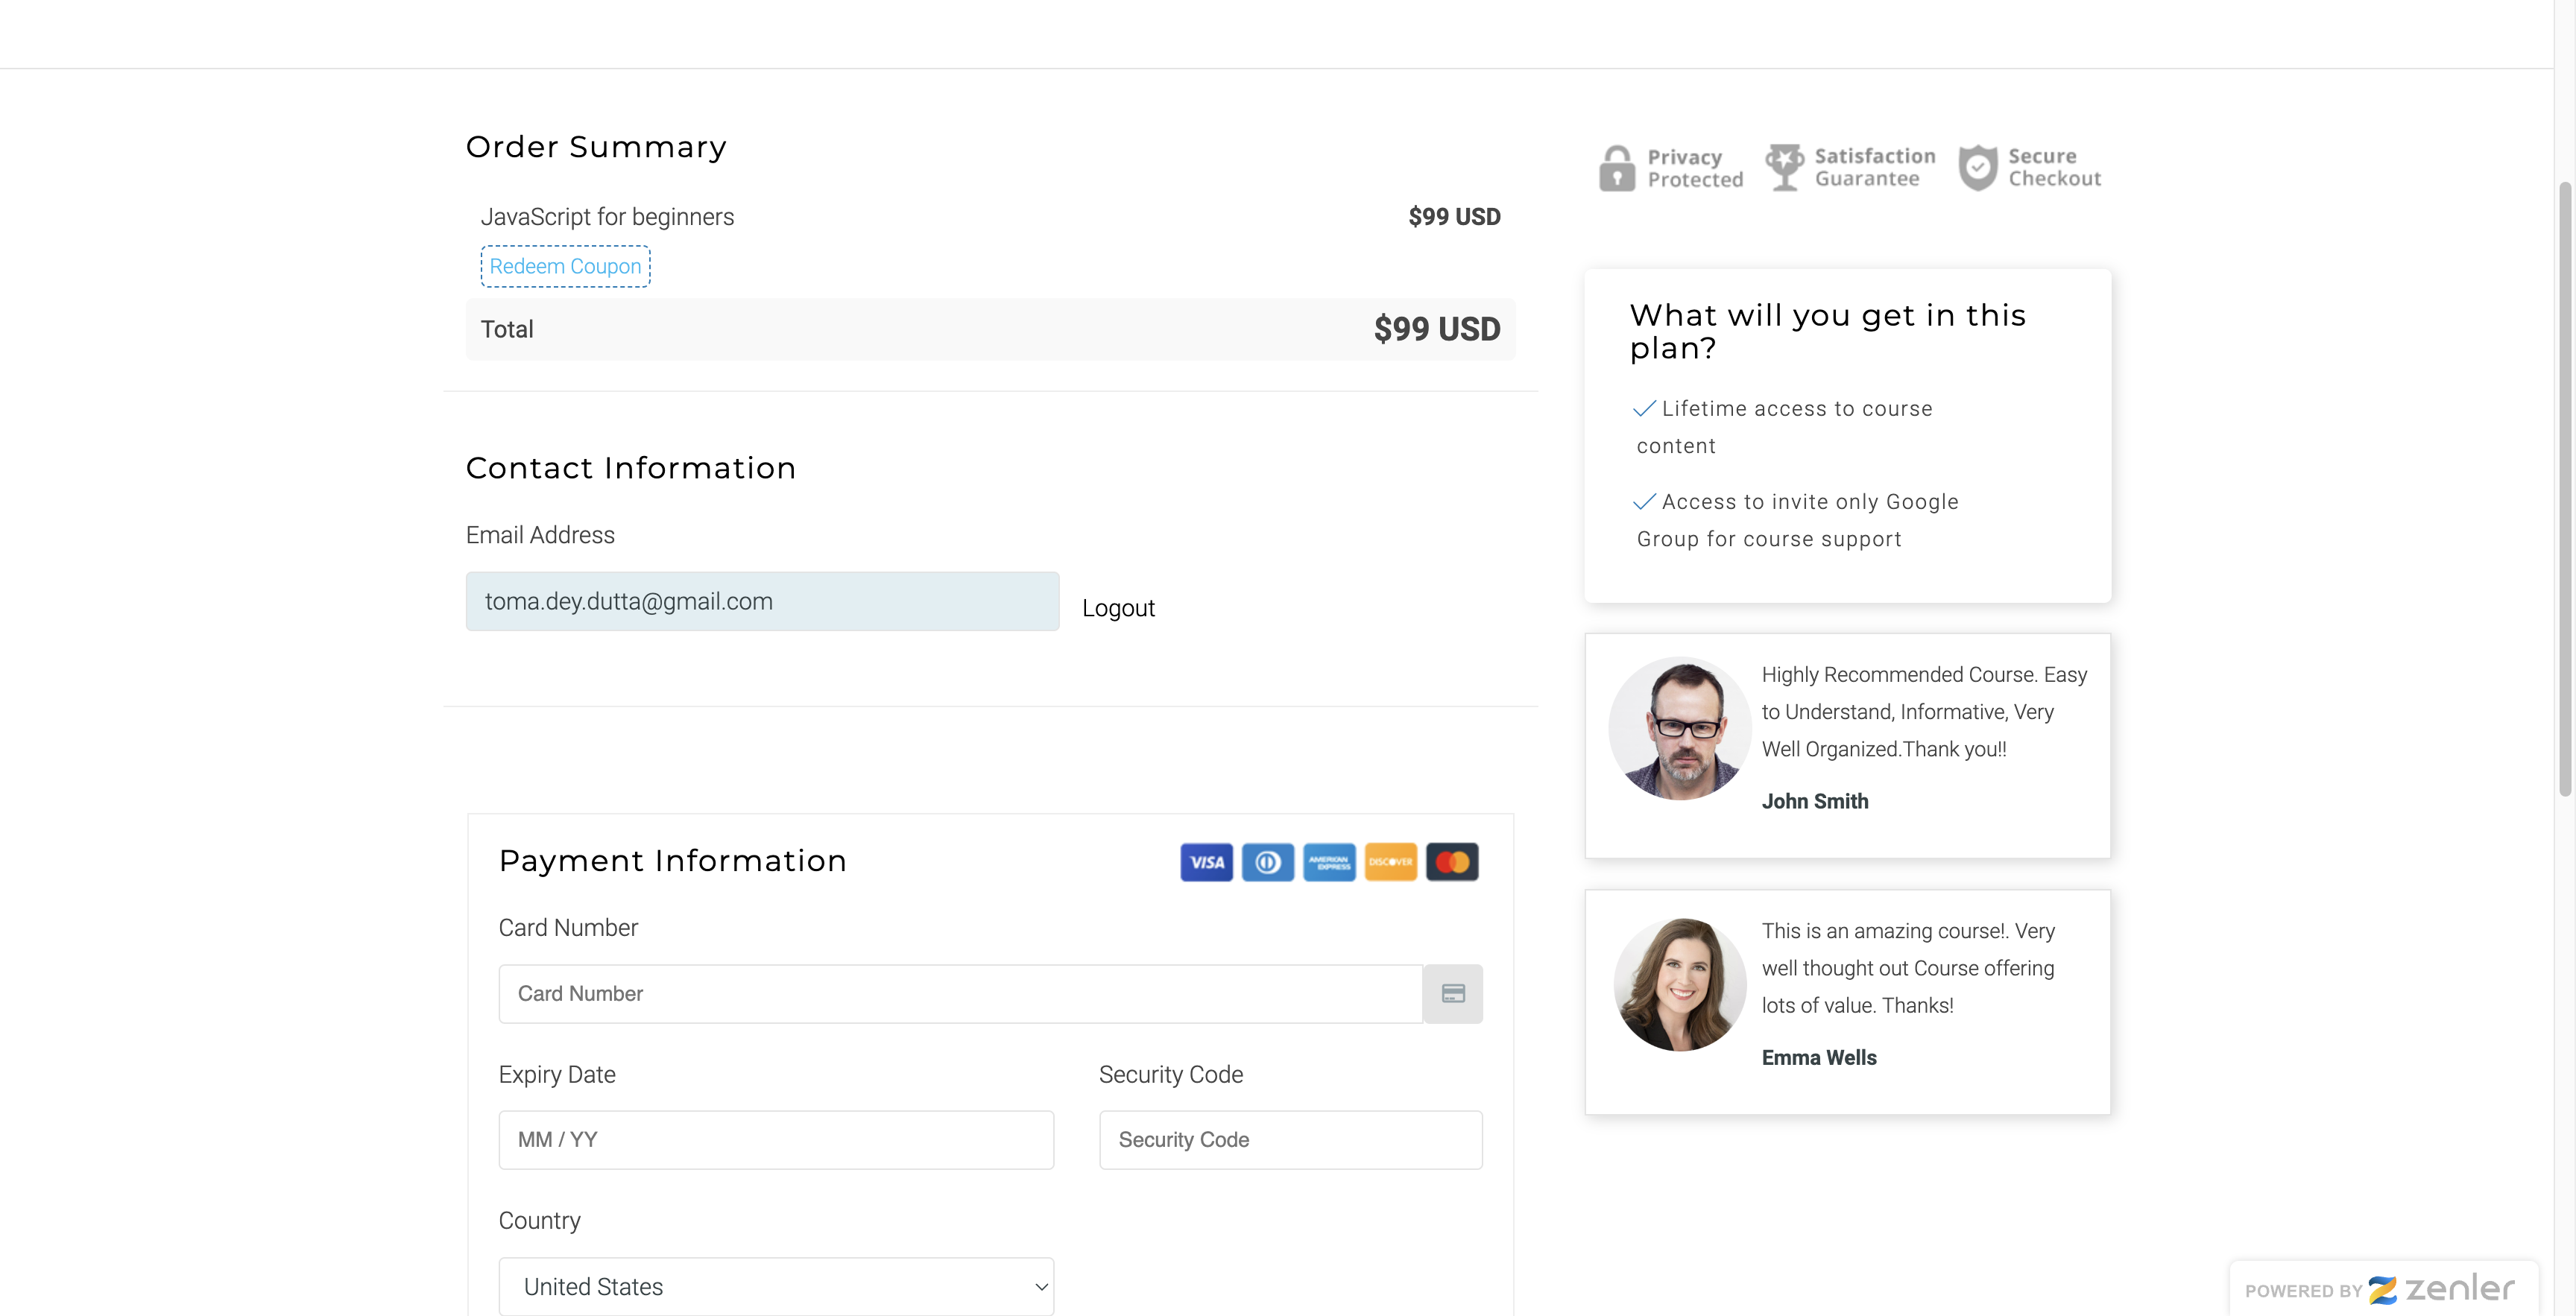 Order Summary
JavaScript for beginners
$99 USD
Redeem Coupon
Total
$99 USD
Contact Information
Email Address
toma.dey.dutta@gmail.com
Logout
Payment Information
VISA
AMERICAN
EXPRESS
DISCOVER
Card Number
Card Number
Expiry Date
Security Code
MM / YY
Security Code
Country
United States
Privacy
Protected
Satisfaction
Guarantee
Secure
Checkout
What will you get in this
plan?
Lifetime access to course
content
Access to invite only Google
Group for course support
Highly Recommended Course. Easy
to Understand, Informative, Very
Well Organized.Thank you!!
John Smith
This is an amazing course!. Very
well thought out Course offering
lots of value. Thanks!
Emma Wells
POWERED BY zenler